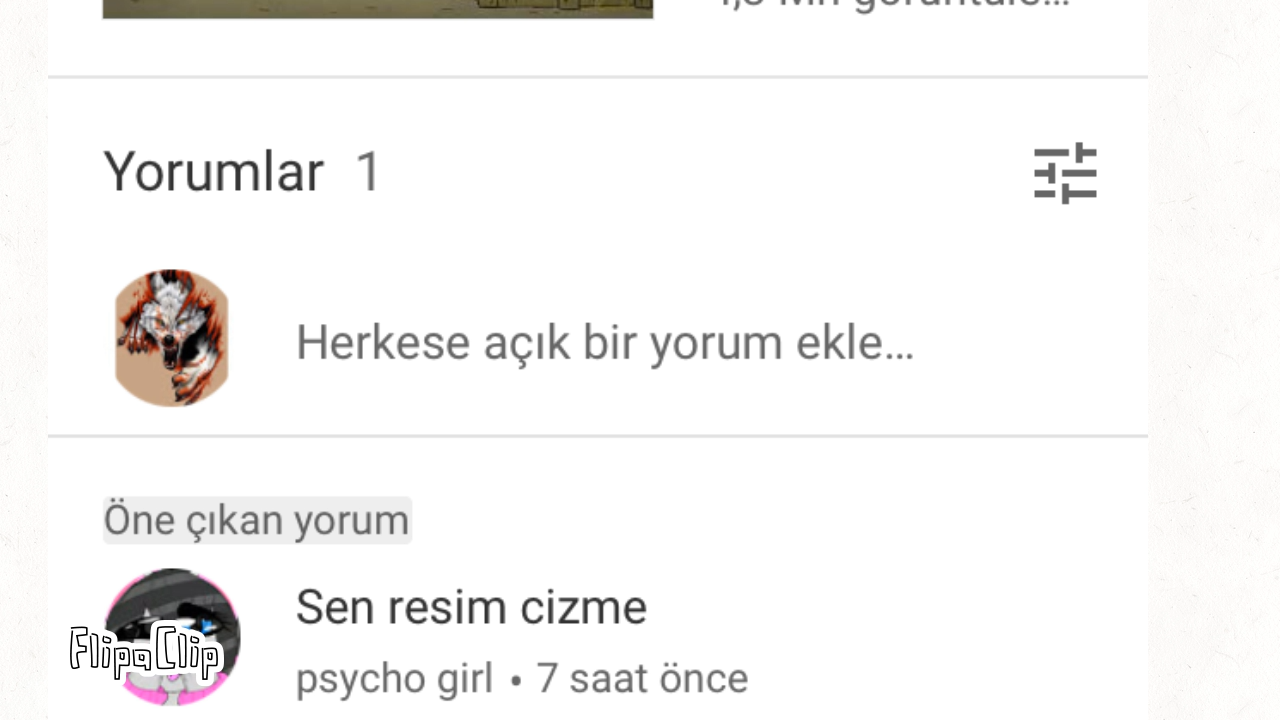 Yorumlar 1
Herkese açık bir yorum ekle...
Öne çıkan yorum
Sen resim cizme
psycho girl • 7 saat önce
FlipaClip